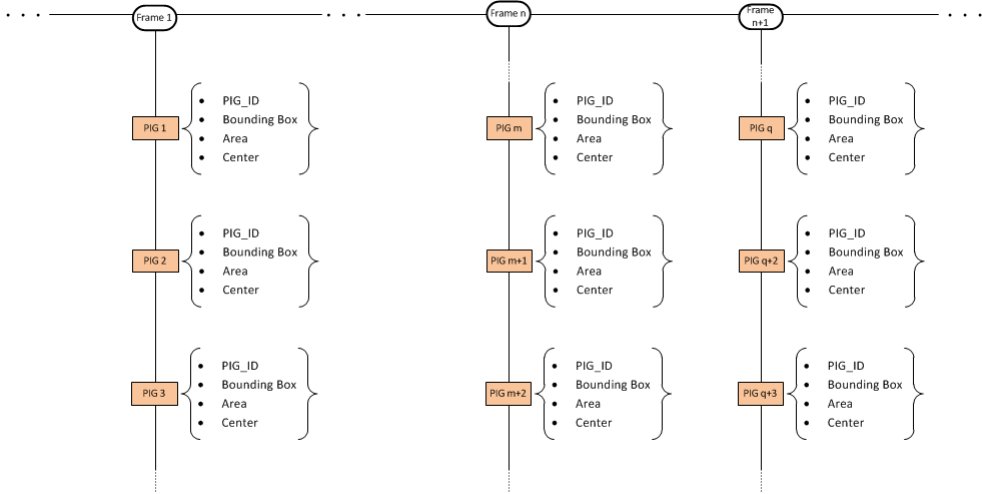 Frame 1
Frame n
Frame
n+1
PIG 1
• PIG_ID
• Bounding Box
• Area
• Center
PIG m
• PIG_ID
• Bounding Box
• Area
• Center
PIG q
• PIG_ID
• Bounding Box
• Area
• Center
PIG 2
• PIG_ID
• Bounding Box
• Area
• Center
PIG m+1
• PIG_ID
• Bounding Box
• Area
• Center
PIG q+2
• PIG_ID
• Bounding Box
• Area
• Center
PIG 3
• PIG_ID
• Bounding Box
• Area
• Center
PIG m+2
• PIG_ID
• Bounding Box
• Area
• Center
PIG q+3
• PIG_ID
• Bounding Box
• Area
• Center